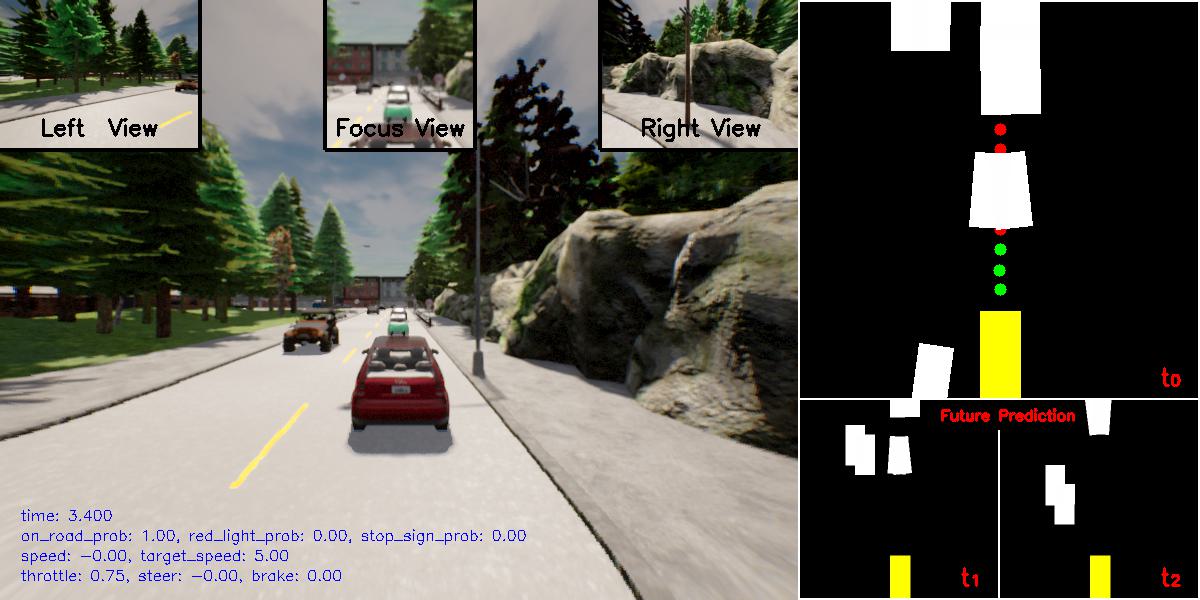 Left View
Focus View
Right View
t0
Future Prediction
t1
t2
time: 3.400
on_road_prob: 1.00, red_light_prob: 0.00, stop_sign_prob: 0.00
speed: -0.00, target_speed: 5.00
throttle: 0.75, steer: -0.00, brake: 0.00